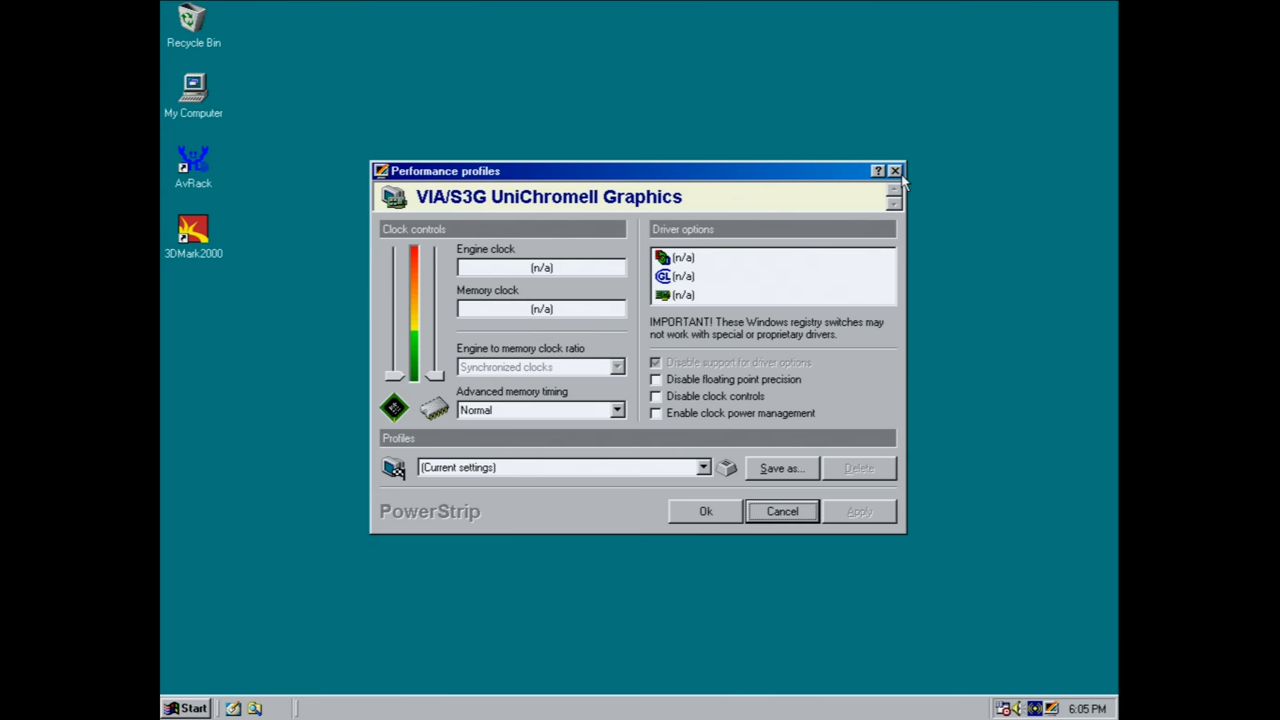 Recycle Bin
My Computer
AvRack
3DMark2000
Performance profiles
VIA/S3G UniChromeII Graphics
Clock controls
Engine clock
(n/a)
Memory clock
(n/a)
Engine to memory clock ratio
Synchronized clocks
Advanced memory timing
Normal
Driver options
(n/a)
GL (n/a)
(n/a)
IMPORTANT! These Windows registry switches may
not work with special or proprietary drivers.
Disable support for driver options
Disable floating point precision
Disable clock controls
Enable clock power management
Profiles
(Current settings)
Save as...
Delete
PowerStrip
Ok
Cancel
Apply
Start
6:05 PM